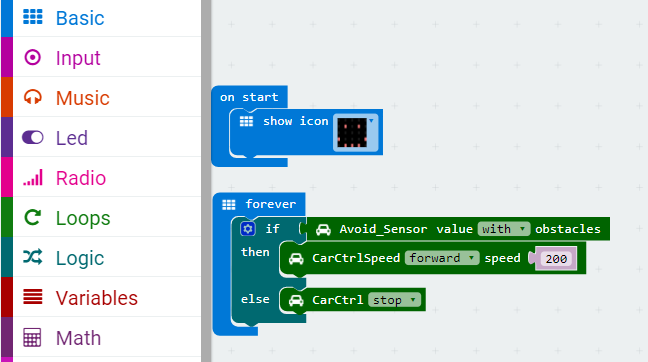 Basic
Input
Music
Led
Radio
Loops
Logic
Variables
Math
on start
show icon
forever
if Avoid_Sensor value with obstacles
then CarCtrlSpeed forward speed 200
else CarCtrl stop